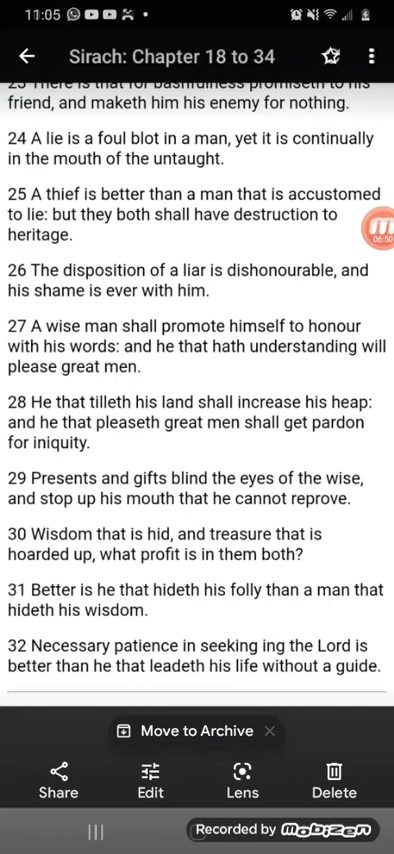 11:05
Sirach: Chapter 18 to 34
23 There is that for bashfulness promiseth to his
friend, and maketh him his enemy for nothing.
24 A lie is a foul blot in a man, yet it is continually
in the mouth of the untaught.
25 A thief is better than a man that is accustomed
to lie: but they both shall have destruction to
heritage.
06:50
26 The disposition of a liar is dishonourable, and
his shame is ever with him.
27 A wise man shall promote himself to honour
with his words: and he that hath understanding will
please great men.
28 He that tilleth his land shall increase his heap:
and he that pleaseth great men shall get pardon
for iniquity.
29 Presents and gifts blind the eyes of the wise,
and stop up his mouth that he cannot reprove.
30 Wisdom that is hid, and treasure that is
hoarded up, what profit is in them both?
31 Better is he that hideth his folly than a man that
hideth his wisdom.
32 Necessary patience in seeking ing the Lord is
better than he that leadeth his life without a guide.
Move to Archive
Share Edit Lens Delete
Recorded by mobizen